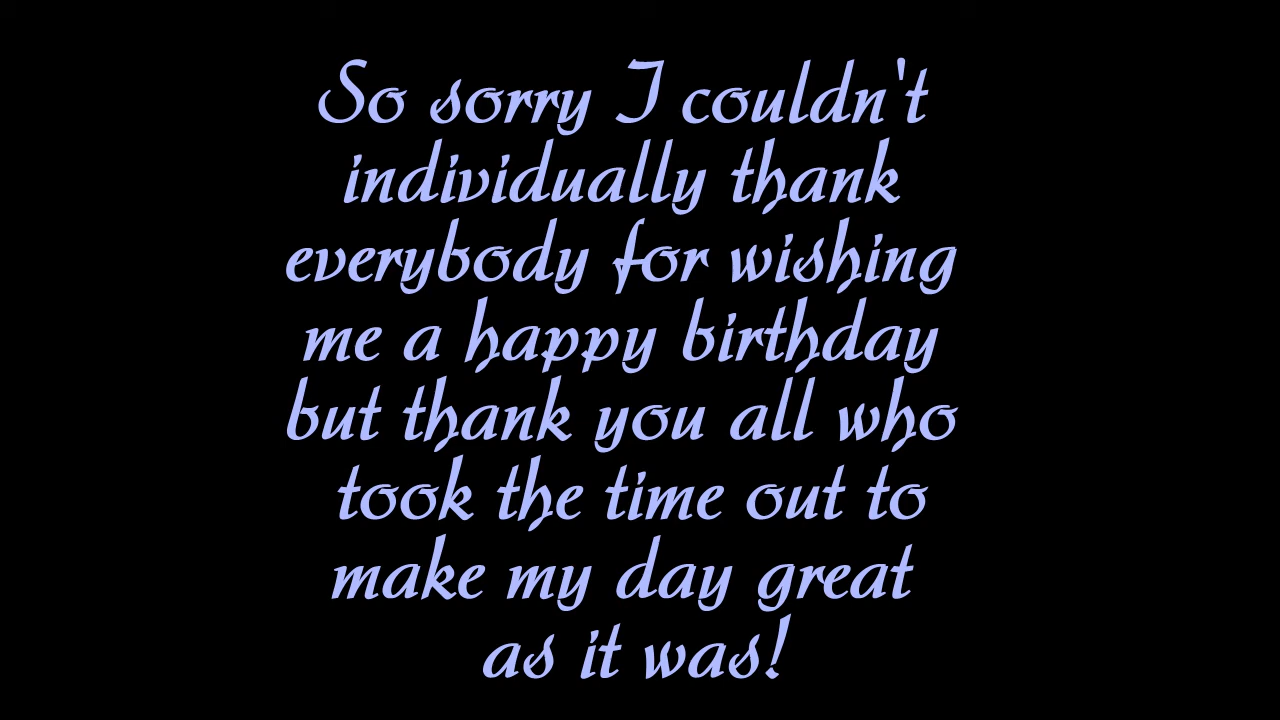 So sorry I couldn't
individually thank
everybody for wishing
me a happy birthday
but thank you all who
took the time out to
make my day great
as it was!